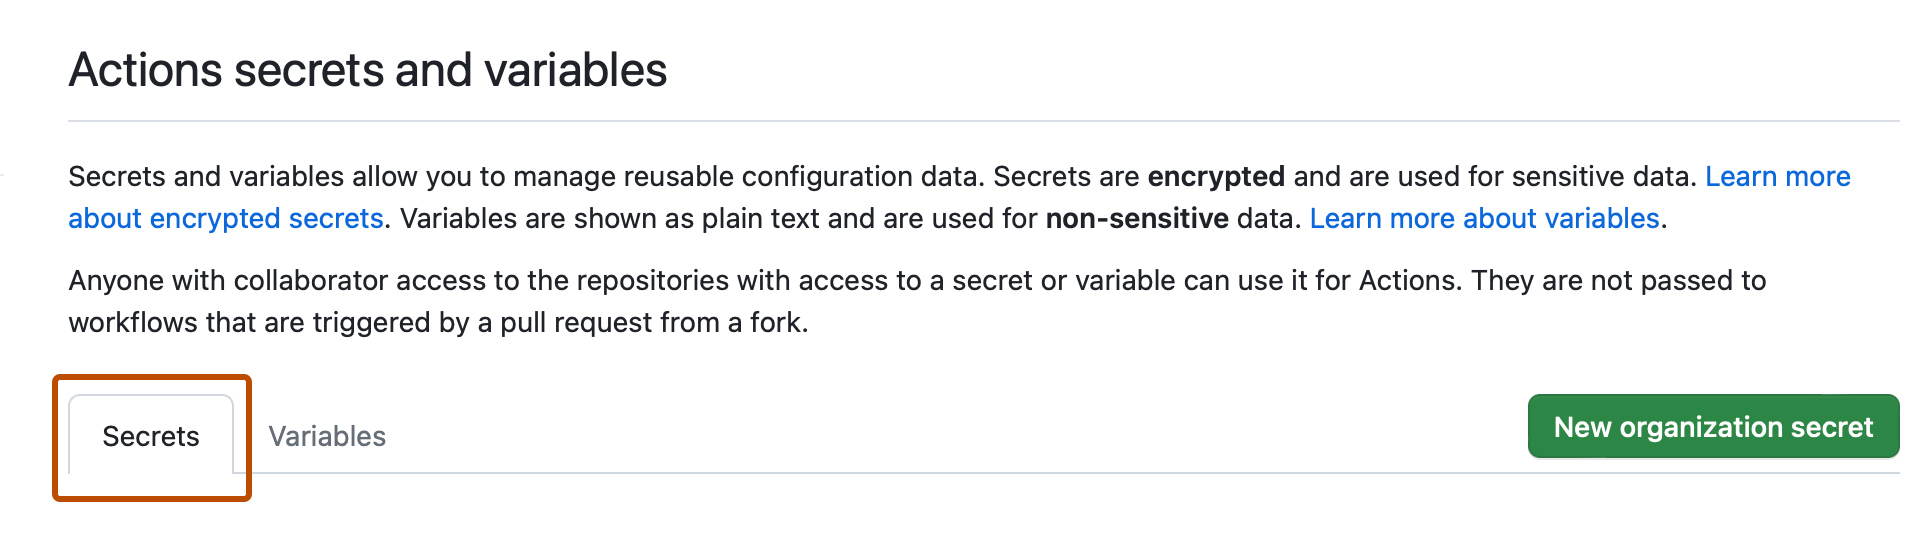 Actions secrets and variables
Secrets and variables allow you to manage reusable configuration data. Secrets are encrypted and are used for sensitive data. Learn more
about encrypted secrets. Variables are shown as plain text and are used for non-sensitive data. Learn more about variables.
Anyone with collaborator access to the repositories with access to a secret or variable can use it for Actions. They are not passed to
workflows that are triggered by a pull request from a fork.
Secrets
Variables
New organization secret